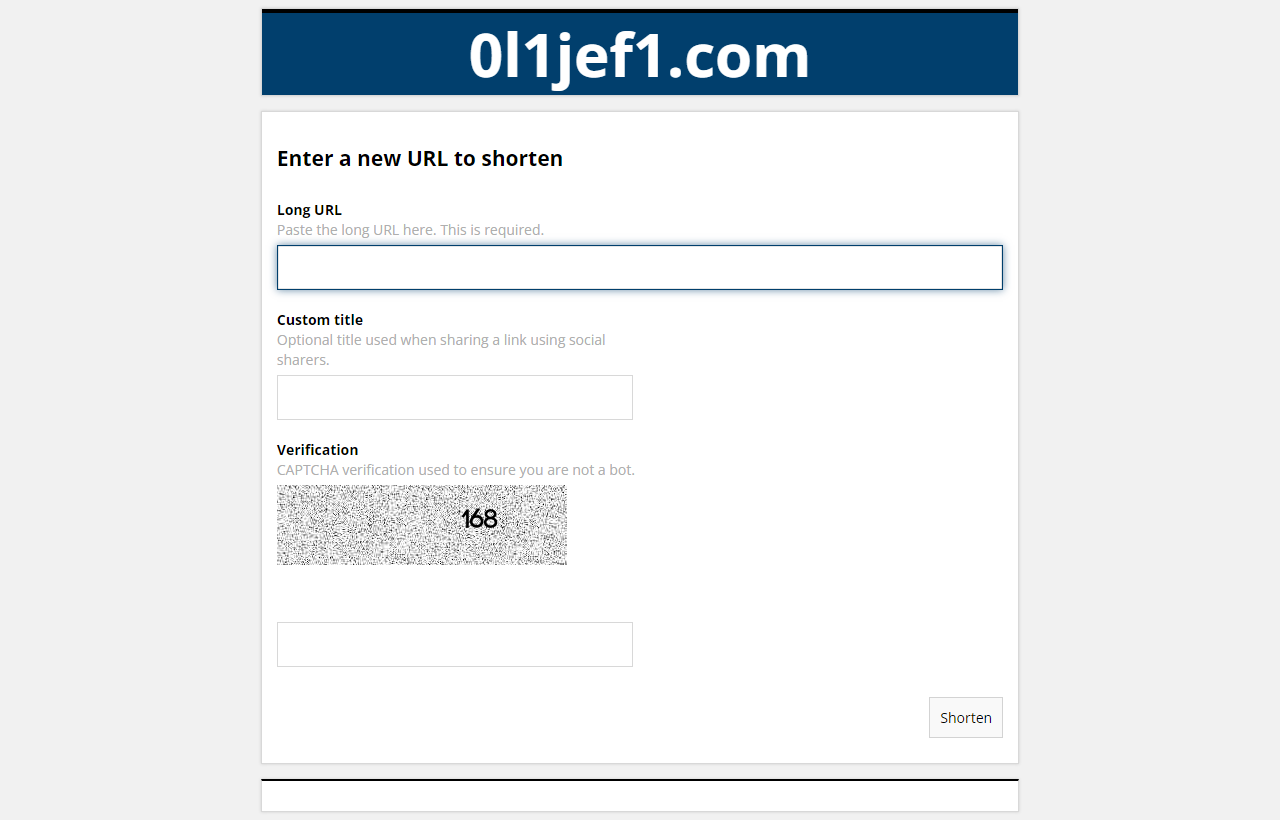 0l1jef1.com
Enter a new URL to shorten
Long URL
Paste the long URL here. This is required.
Custom title
Optional title used when sharing a link using social
sharers.
Verification
CAPTCHA verification used to ensure you are not a bot.
168
Shorten